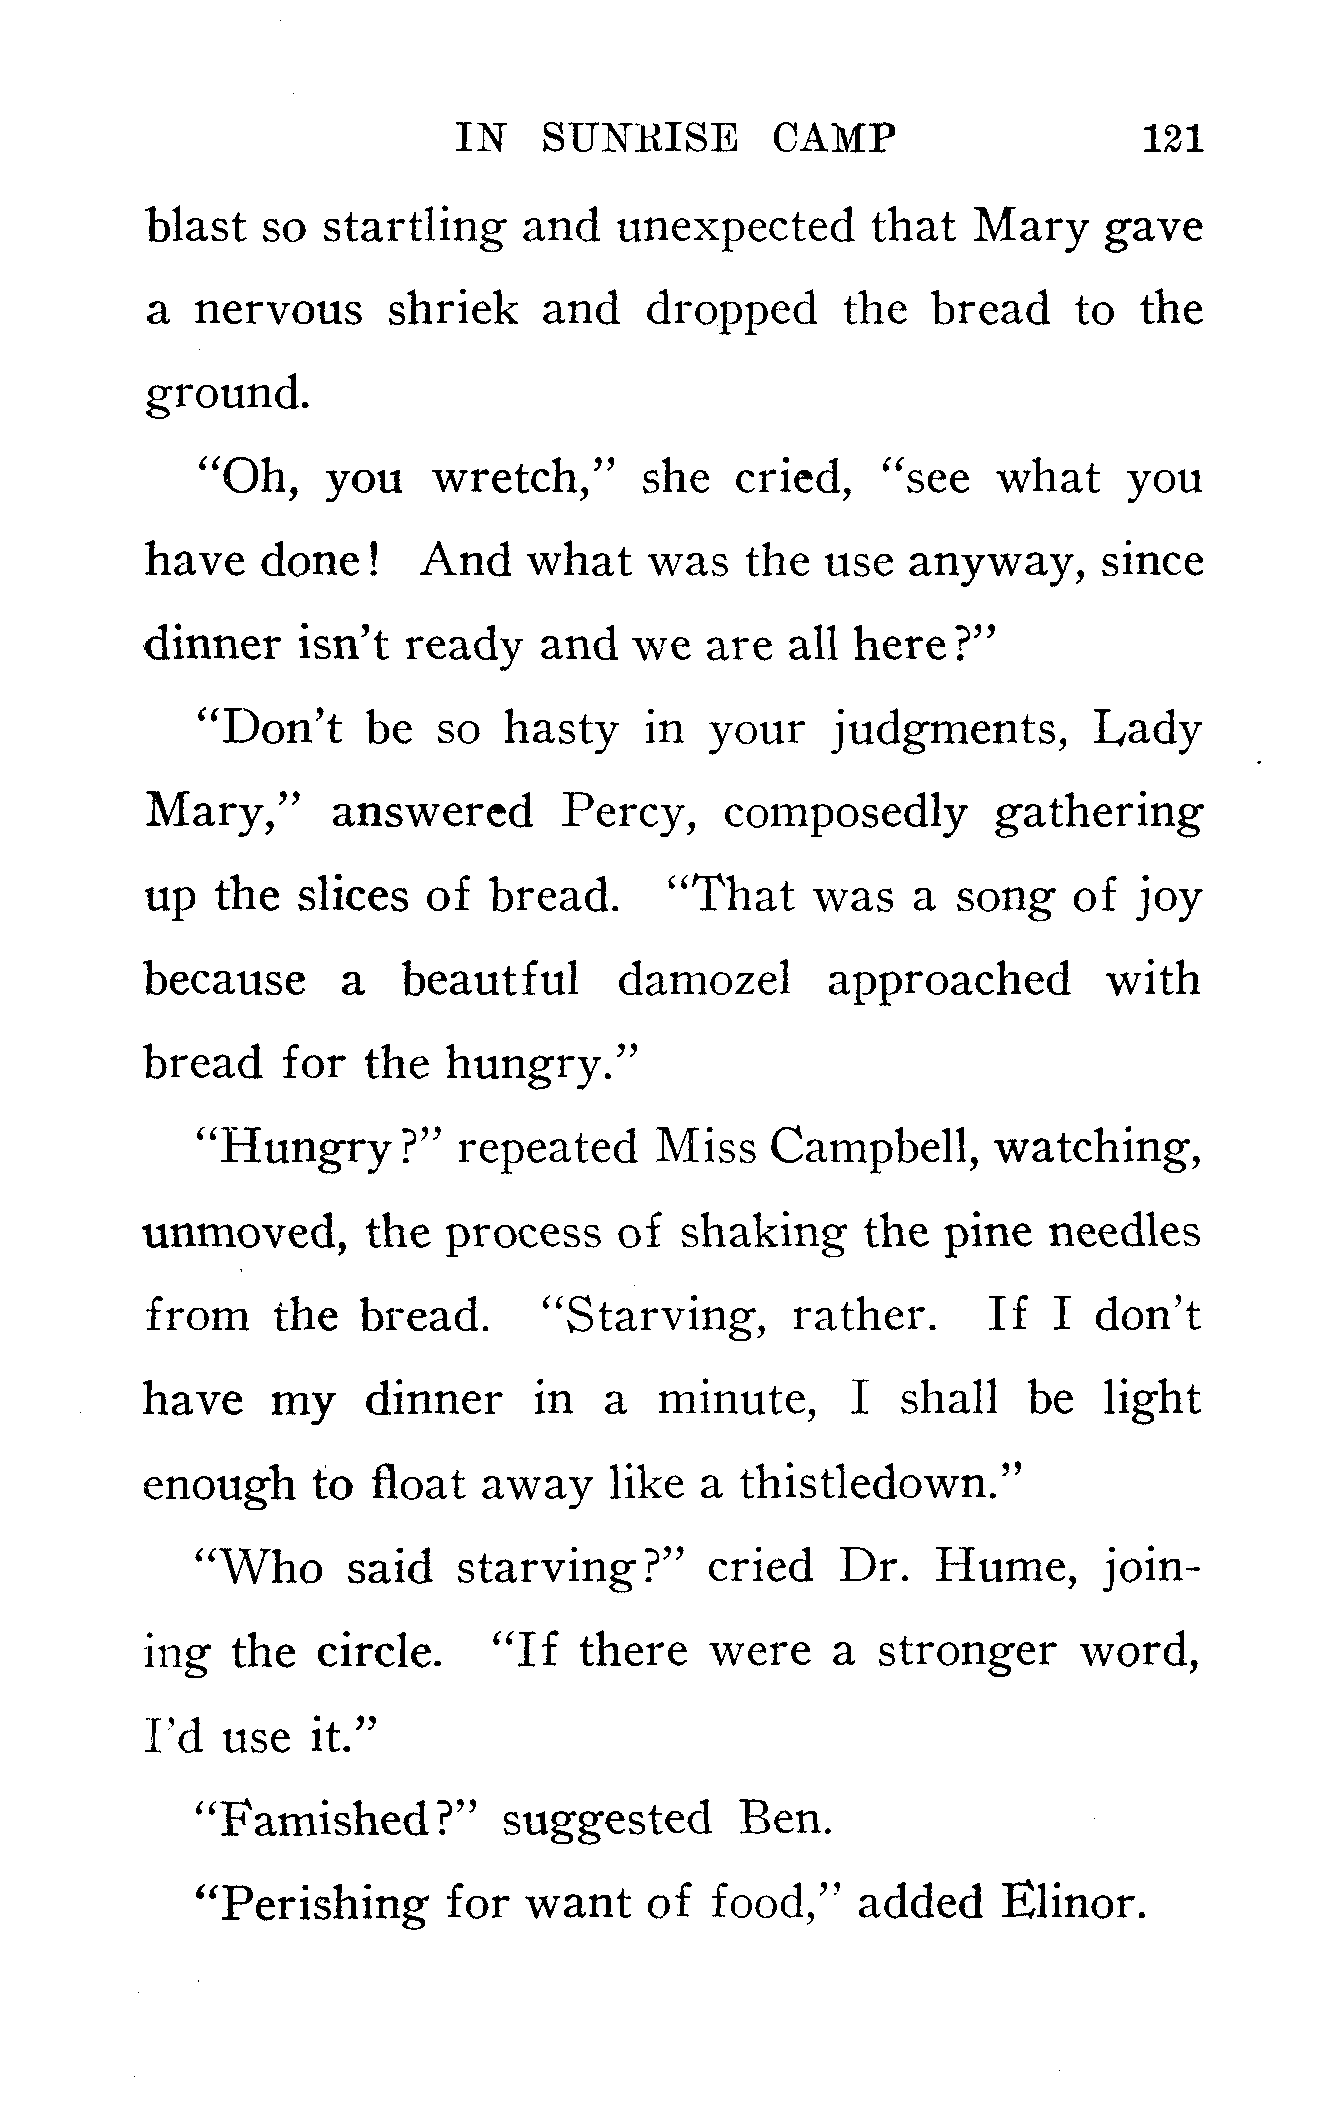 IN SUNRISE CAMP 121
blast so startling and unexpected that Mary gave
a nervous shriek and dropped the bread to the
ground.
“Oh, you wretch,” she cried, “see what you
have done! And what was the use anyway, since
dinner isn’t ready and we are all here?”
“Don’t be so hasty in your judgments, Lady
Mary,” answered Percy, composedly gathering
up the slices of bread. “That was a song of joy
because a beautful damozel approached with
bread for the hungry.”
“Hungry?” repeated Miss Campbell, watching,
unmoved, the process of shaking the pine needles
from the bread. “Starving, rather. If I don’t
have my dinner in a minute, I shall be light
enough to float away like a thistledown.”
“Who said starving?” cried Dr. Hume, join-
ing the circle. “If there were a stronger word,
I’d use it.”
“Famished?” suggested Ben.
“Perishing for want of food,” added Elinor.